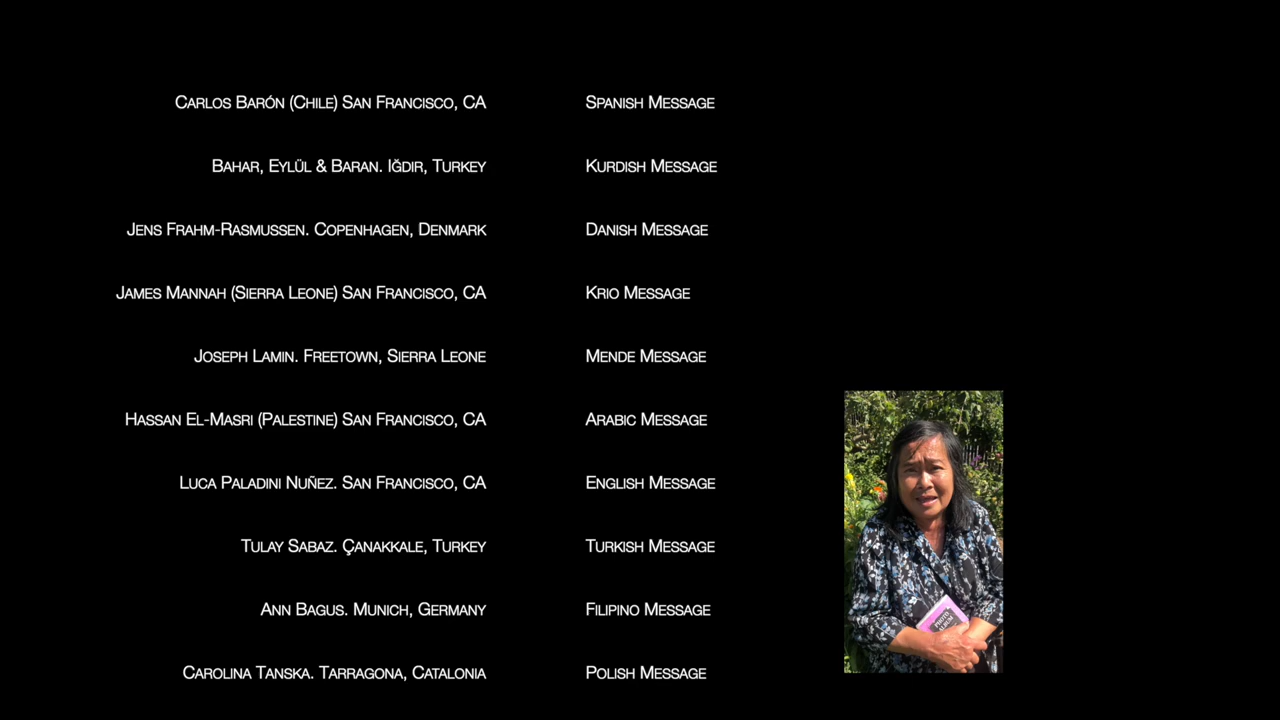 Carlos Barón (Chile) San Francisco, CA Spanish Message
Bahar, Eylül & Baran. Iğdir, Turkey Kurdish Message
Jens Frahm-Rasmussen. Copenhagen, Denmark Danish Message
James Mannah (Sierra Leone) San Francisco, CA Krio Message
Joseph Lamin. Freetown, Sierra Leone Mende Message
Hassan El-Masri (Palestine) San Francisco, CA Arabic Message
Luca Paladini Nuñez. San Francisco, CA English Message
Tulay Sabaz. Çanakkale, Turkey Turkish Message
Ann Bagus. Munich, Germany Filipino Message
Carolina Tanska. Tarragona, Catalonia Polish Message
PHOTO
ALBUM